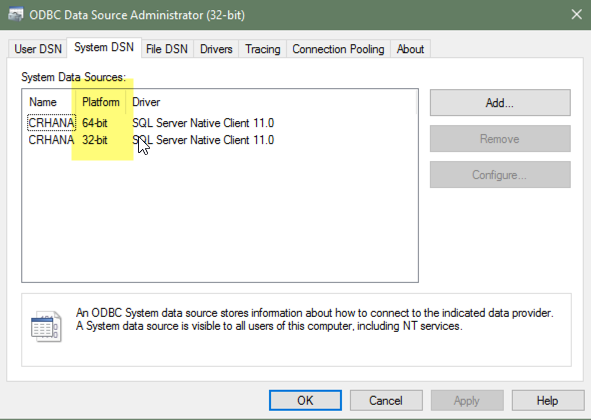 ODBC Data Source Administrator (32-bit)
User DSN System DSN File DSN Drivers Tracing Connection Pooling About
System Data Sources:
Name Platform Driver
CRHANA 64-bit SQL Server Native Client 11.0
CRHANA 32-bit SQL Server Native Client 11.0
Add...
Remove
Configure...
An ODBC System data source stores information about how to connect to the indicated data provider.
A System data source is visible to all users of this computer, including NT services.
OK Cancel Apply Help